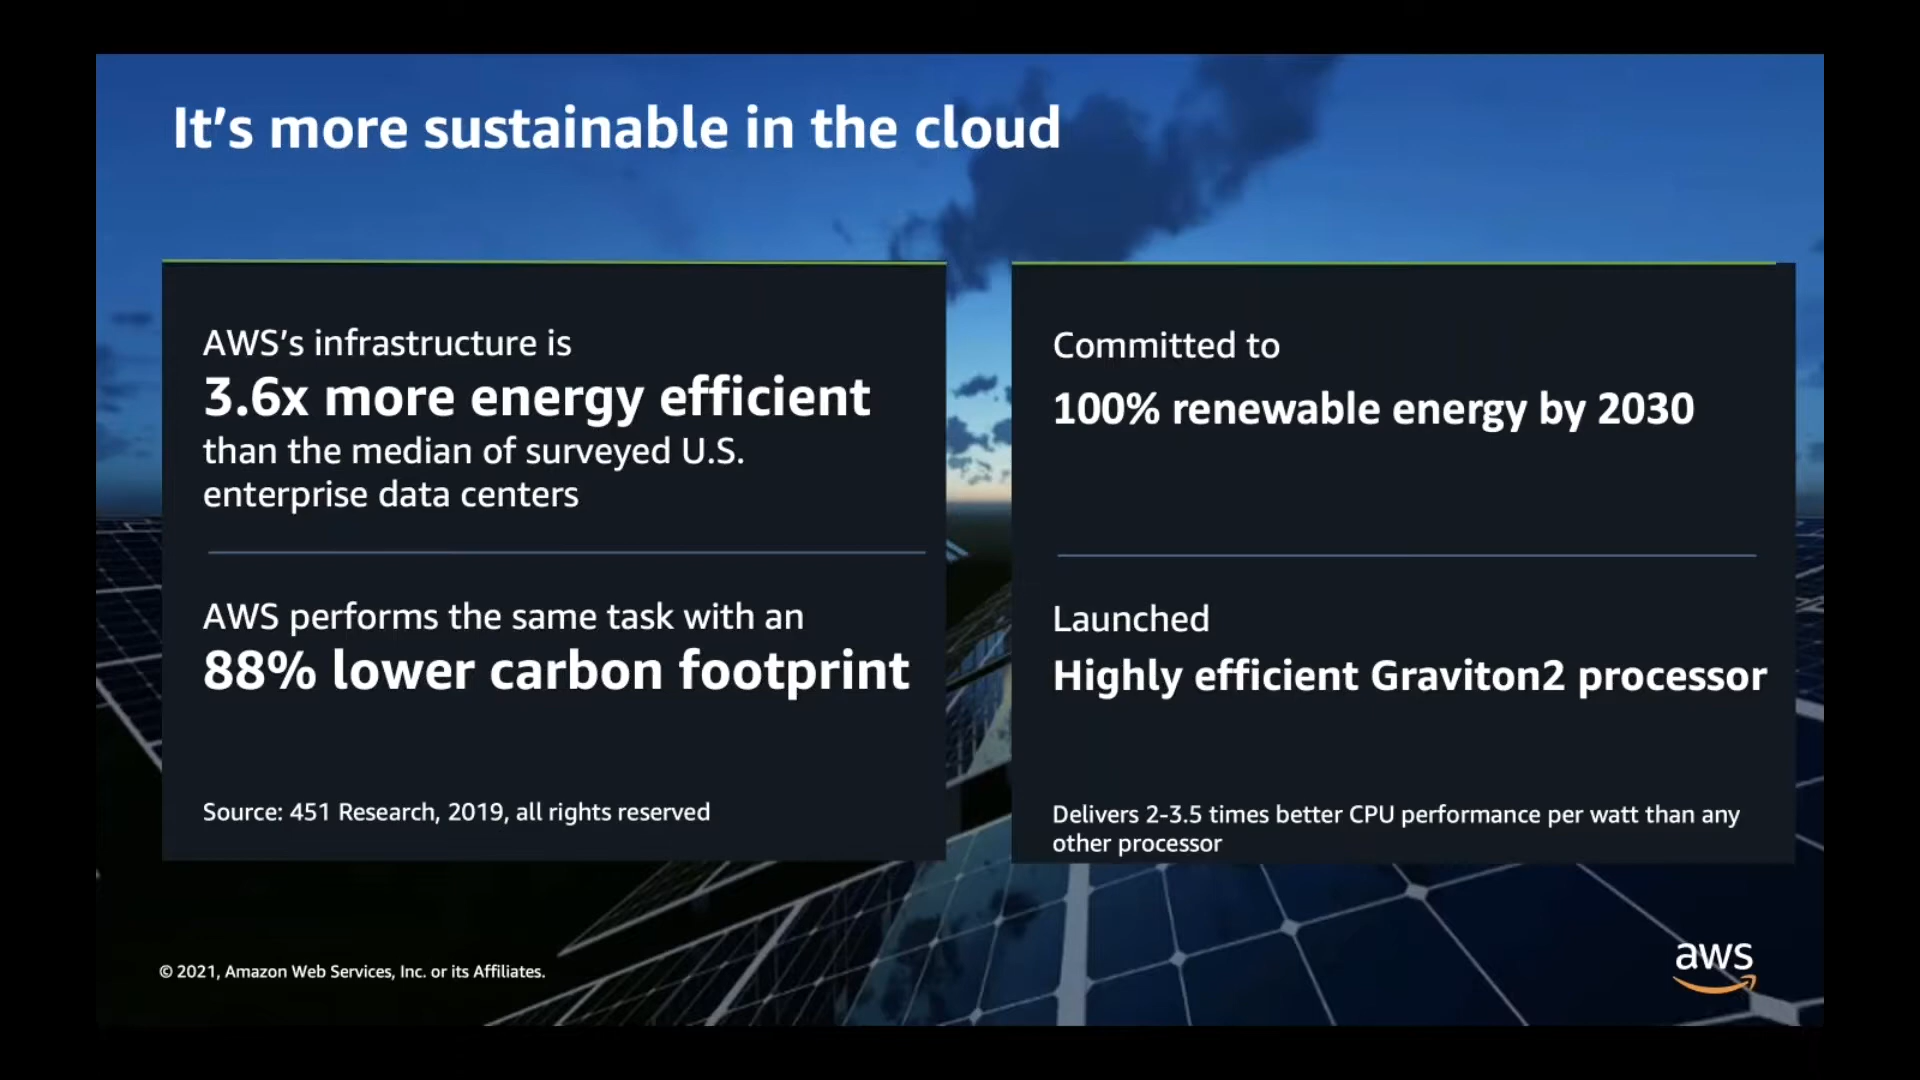 It's more sustainable in the cloud
AWS's infrastructure is
3.6x more energy efficient
than the median of surveyed U.S.
enterprise data centers
AWS performs the same task with an
88% lower carbon footprint
Source: 451 Research, 2019, all rights reserved
Committed to
100% renewable energy by 2030
Launched
Highly efficient Graviton2 processor
Delivers 2-3.5 times better CPU performance per watt than any
other processor
© 2021, Amazon Web Services, Inc. or its Affiliates.
aws